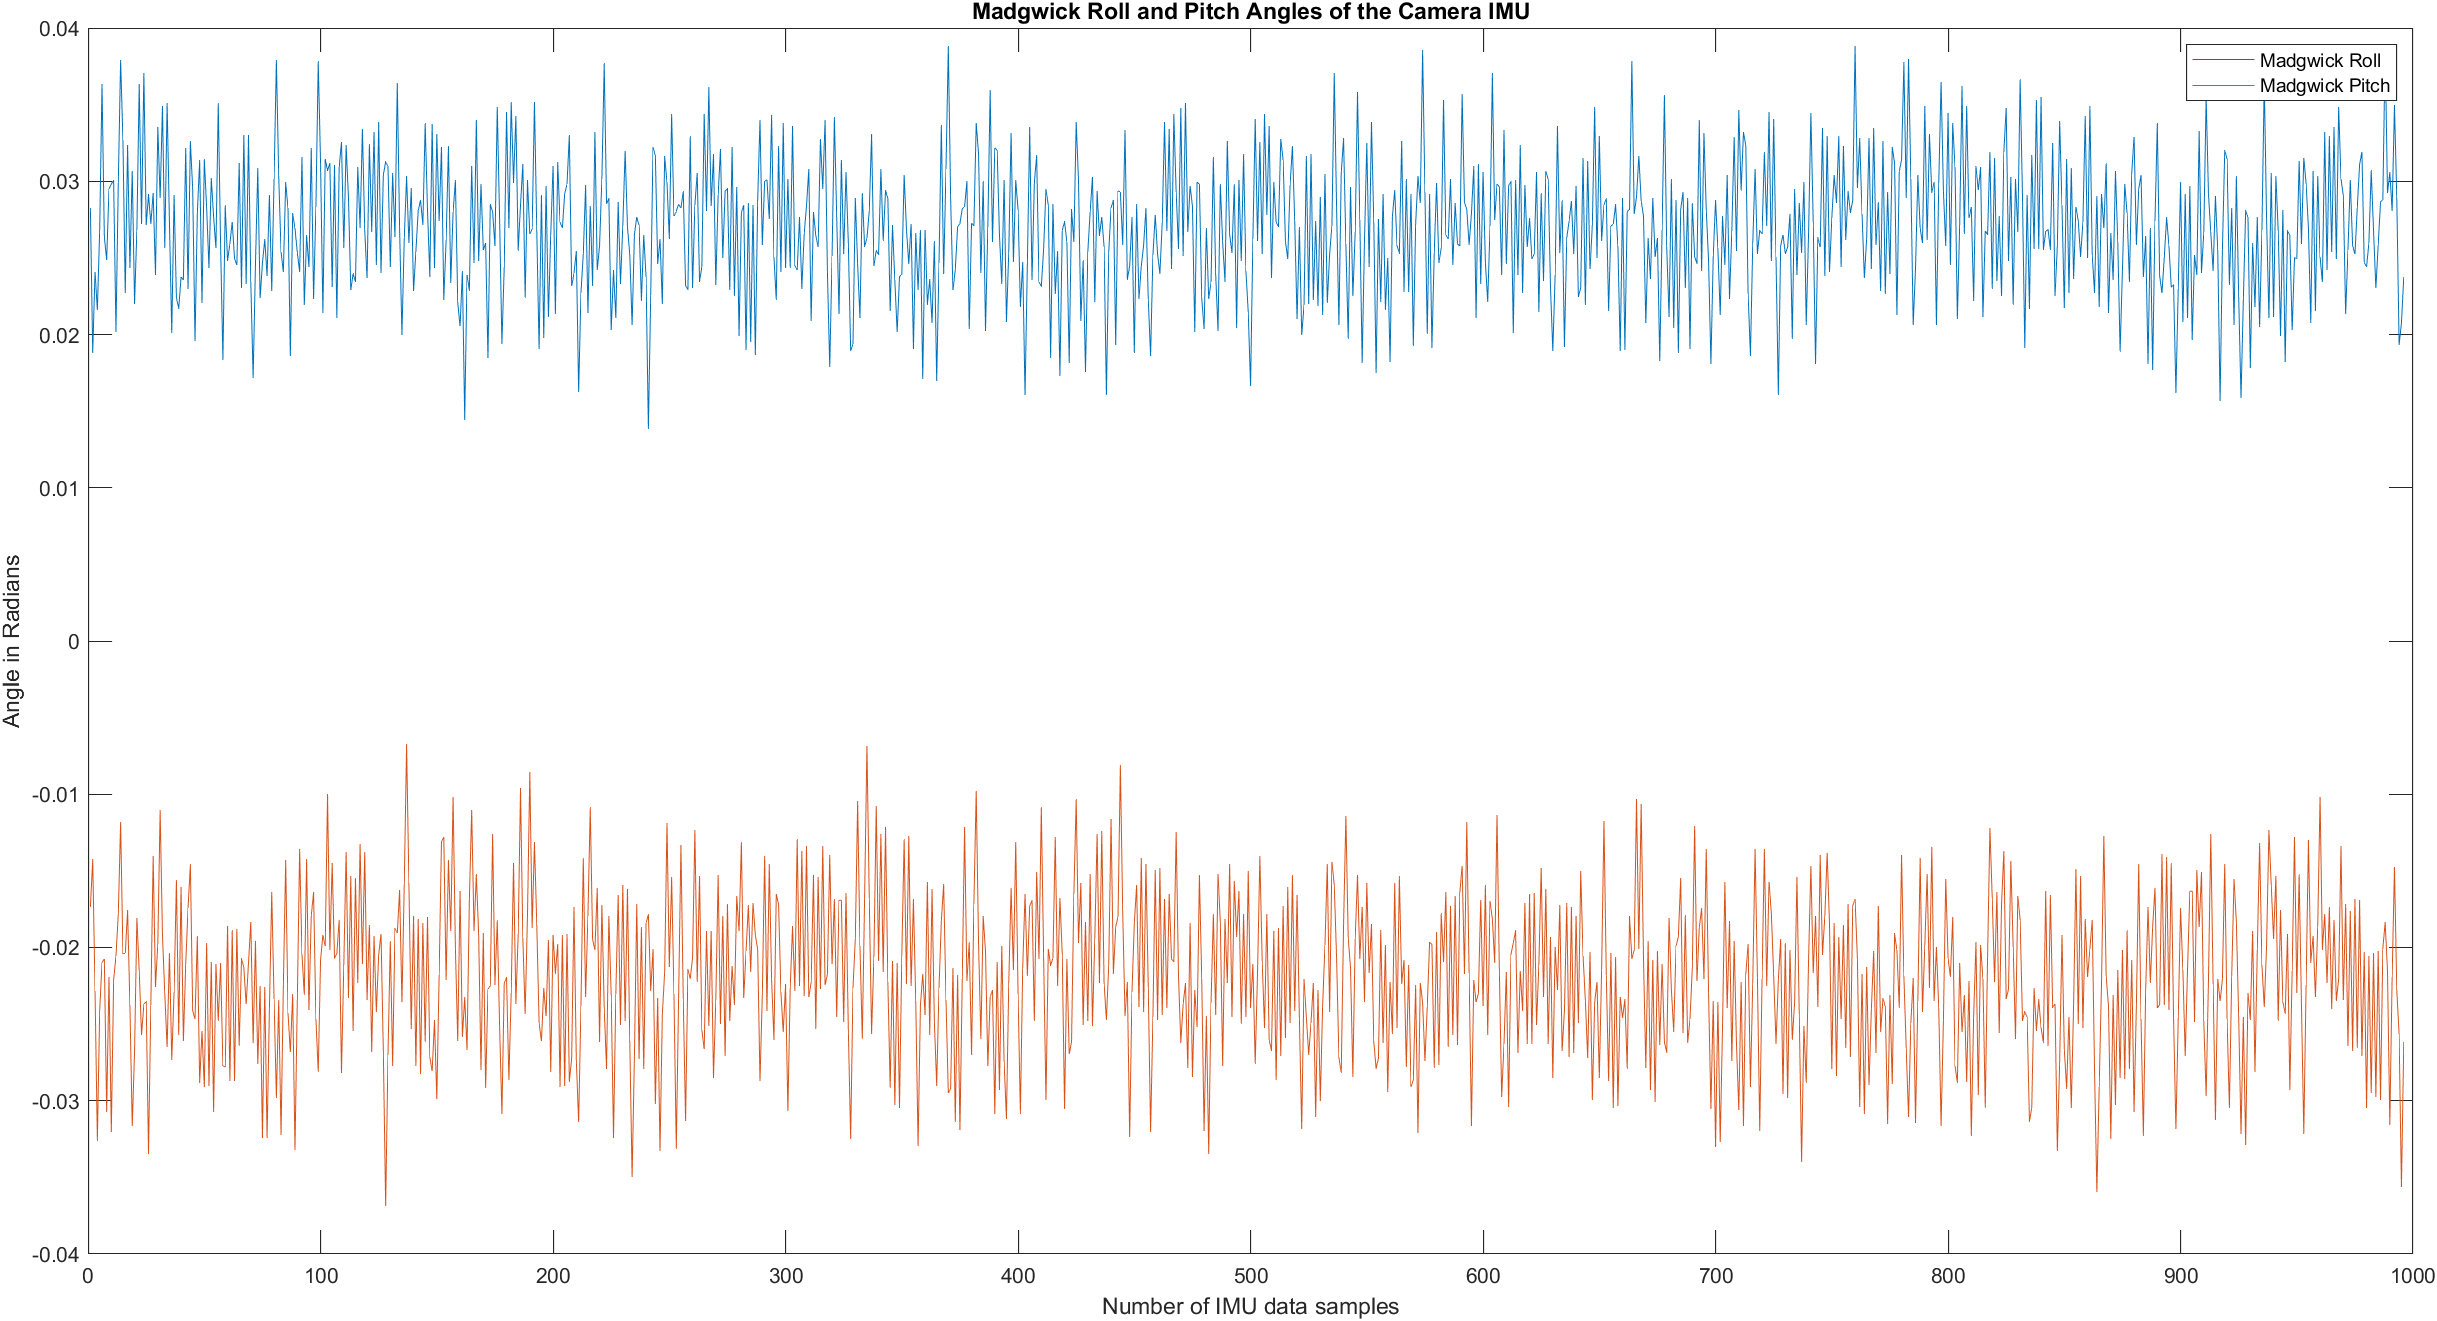 Madgwick Roll and Pitch Angles of the Camera IMU
0.04
0.03
0.02
0.01
0
-0.01
-0.02
-0.03
-0.04
Angle in Radians
Madgwick Roll
Madgwick Pitch
0 100 200 300 400 500 600 700 800 900 1000
Number of IMU data samples